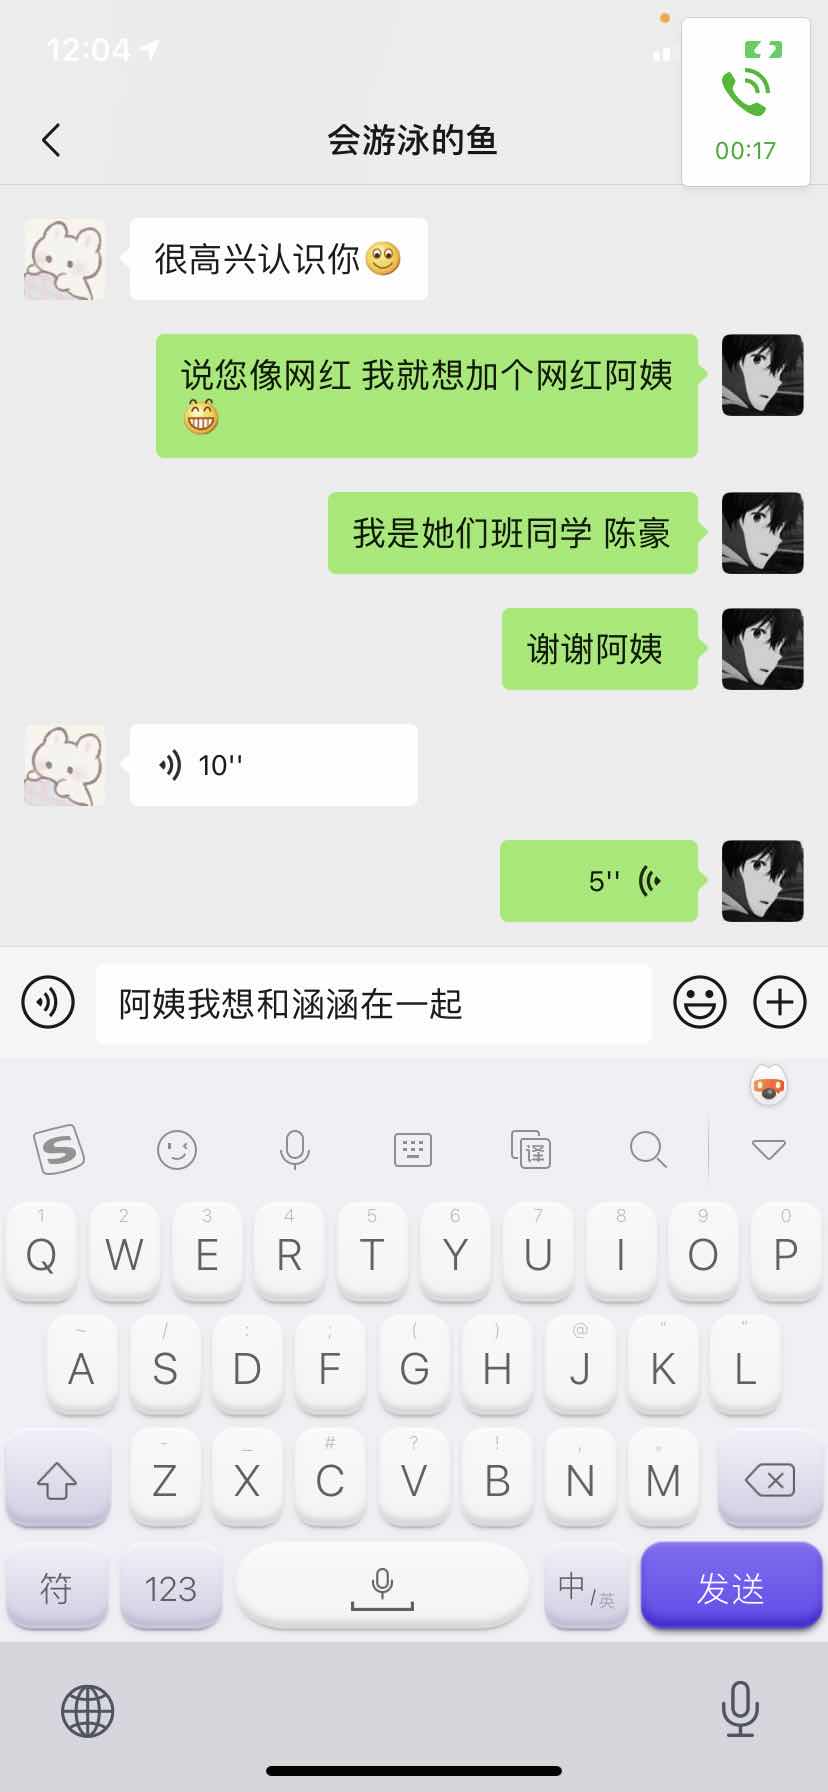 12:04
00:17
会游泳的鱼
很高兴认识你
说您像网红 我就想加个网红阿姨
我是她们班同学 陈豪
谢谢阿姨
10''
5''
阿姨我想和涵涵在一起
S
译
1 2 3 4 5 6 7 8 9 0
Q W E R T Y U I O P
~ / : ; ( ) @ “ ”
A S D F G H J K L
- _ # ? ! , 。
Z X C V B N M
符 123 中/英 发送